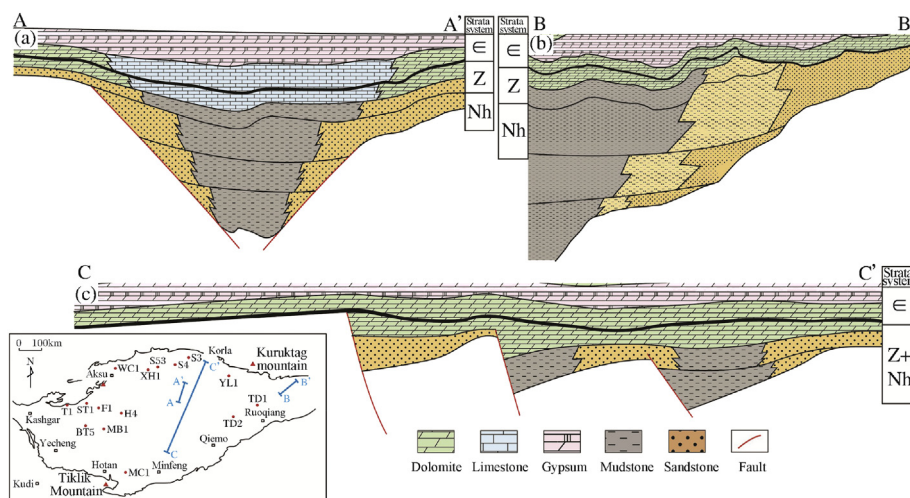 A
A’
(a)
Strata
system
∈
Z
Nh
Strata
system
∈
Z
Nh
B
B’
(b)
C
C’
(c)
Strata
system
∈
Z+
Nh
0 100km
N
Aksu
WC1
XH1
S53
S4
S3
Korla
C’
Kuruktag
mountain
A’
A
YL1
B’
B
Kashgar
T1
ST1
F1
H4
BT5
MB1
TD1
Ruoqiang
TD2
Yecheng
Qiemo
C
Hotan
MC1
Minfeng
Kudi
Tiklik
Mountain
Dolomite
Limestone
Gypsum
Mudstone
Sandstone
Fault